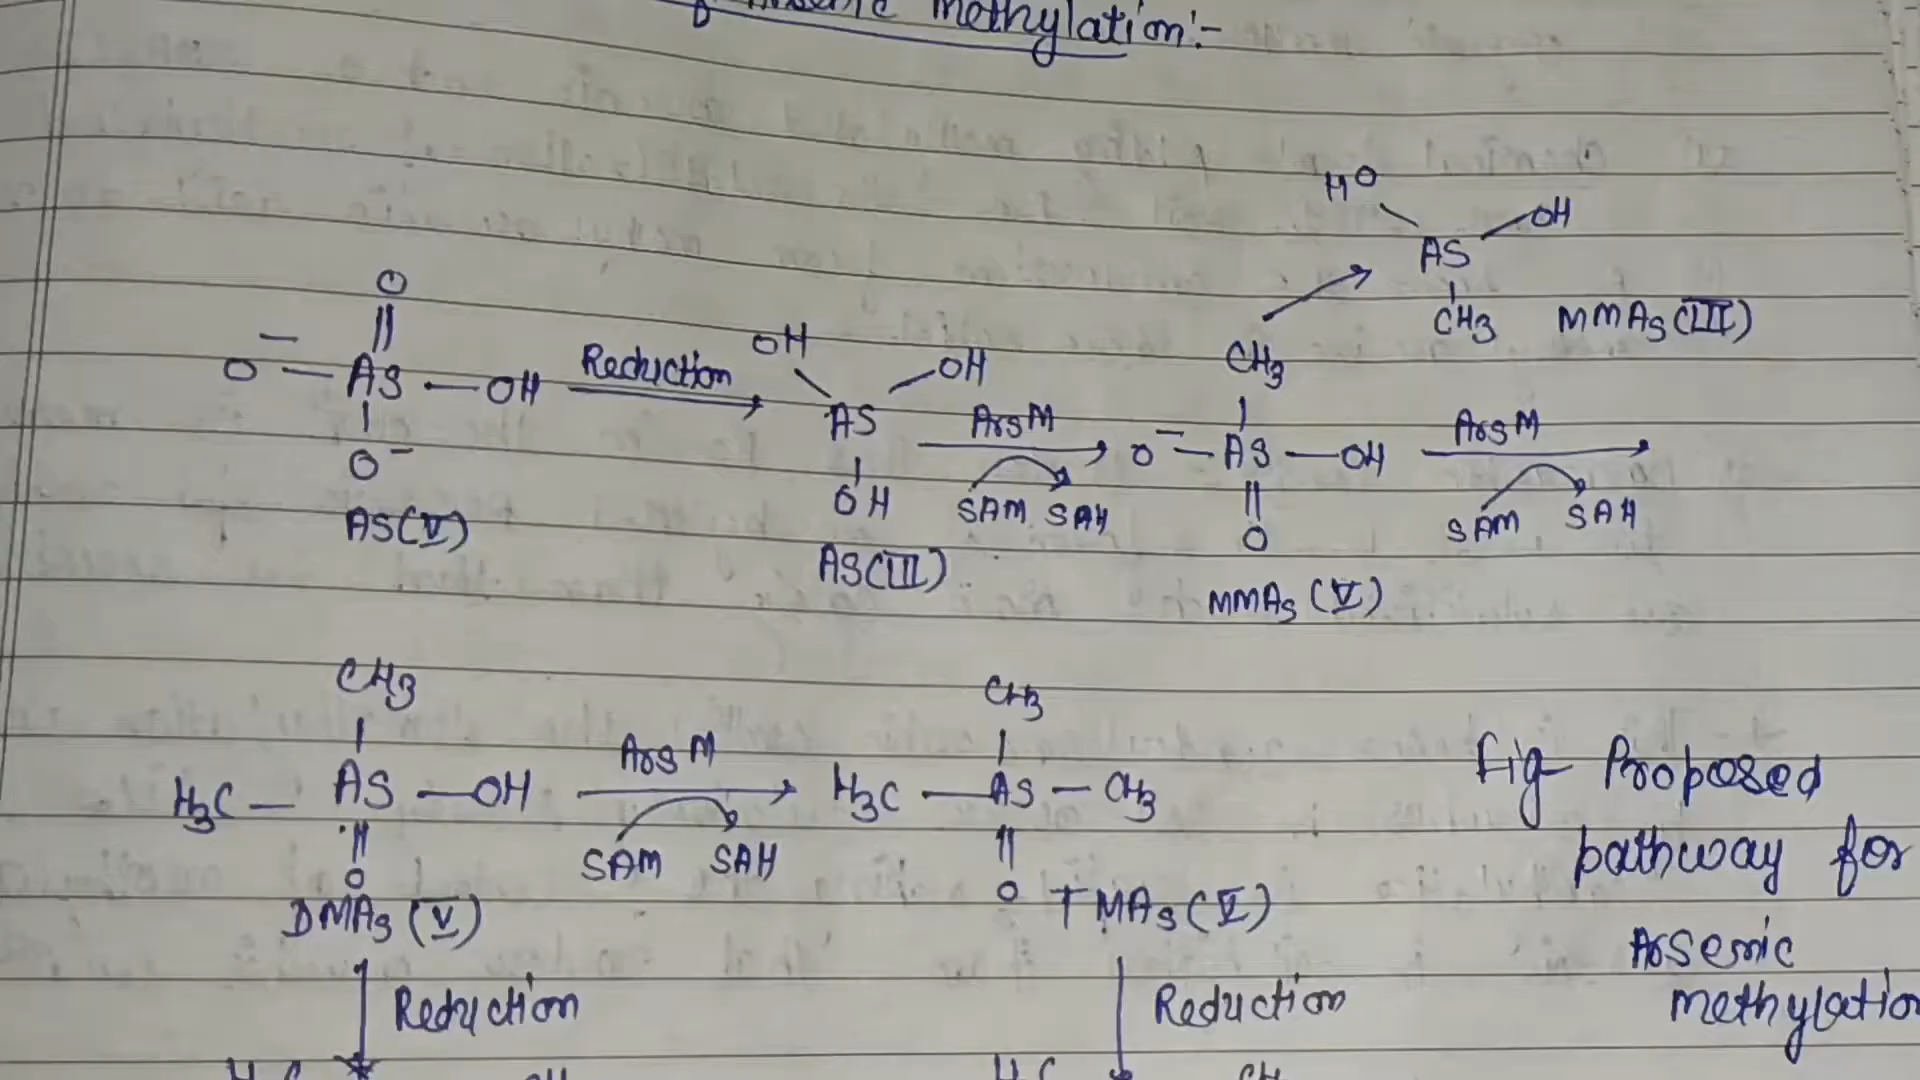 Arsenic Methylation:-
HO
OH
AS
CH3 MMAs(III)
O
O⁻ — AS — OH Reduction OH OH
O⁻
AS(V)
AS
OH
AS(III)
ArsM
SAM SAH
CH3
O⁻ — AS — OH
O
MMAs (V)
ArsM
SAM SAH
CH3
H3C — AS — OH
O
DMAs (V)
ArsM
SAM SAH
CH3
H3C — AS — CH3
O TMAs (V)
Fig Proposed
pathway for
Arsenic
methylation
Reduction
Reduction